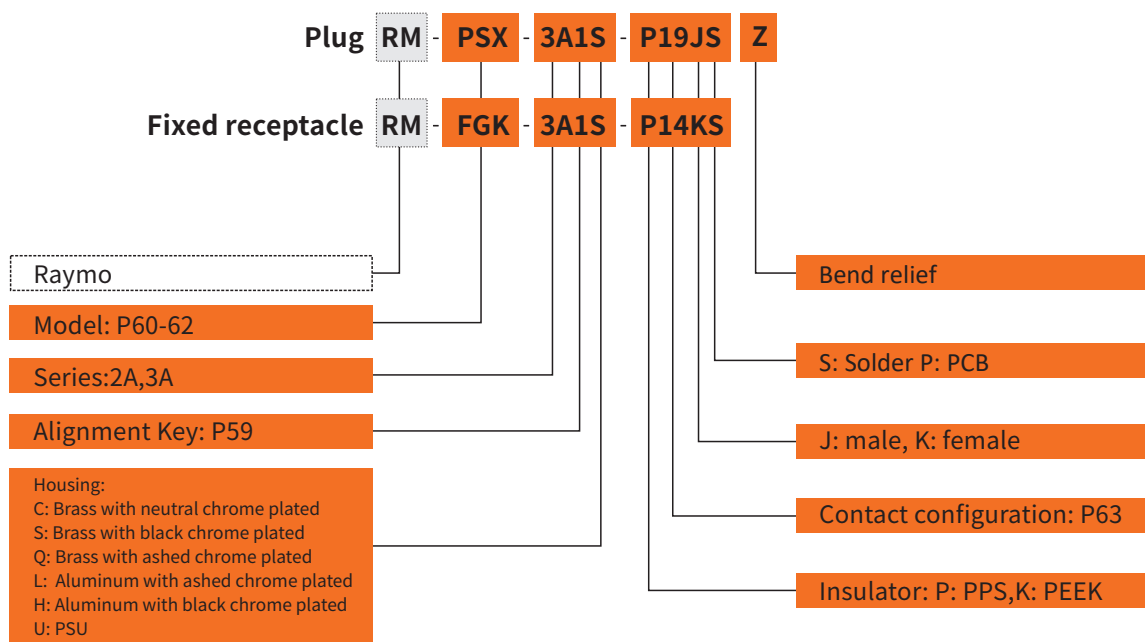 Plug RM - PSX - 3A1S - P19JS Z
Fixed receptacle RM - FGK - 3A1S - P14KS
Raymo
Model: P60-62
Series:2A,3A
Alignment Key: P59
Housing:
C: Brass with neutral chrome plated
S: Brass with black chrome plated
Q: Brass with ashed chrome plated
L: Aluminum with ashed chrome plated
H: Aluminum with black chrome plated
U: PSU
Bend relief
S: Solder P: PCB
J: male, K: female
Contact configuration: P63
Insulator: P: PPS,K: PEEK